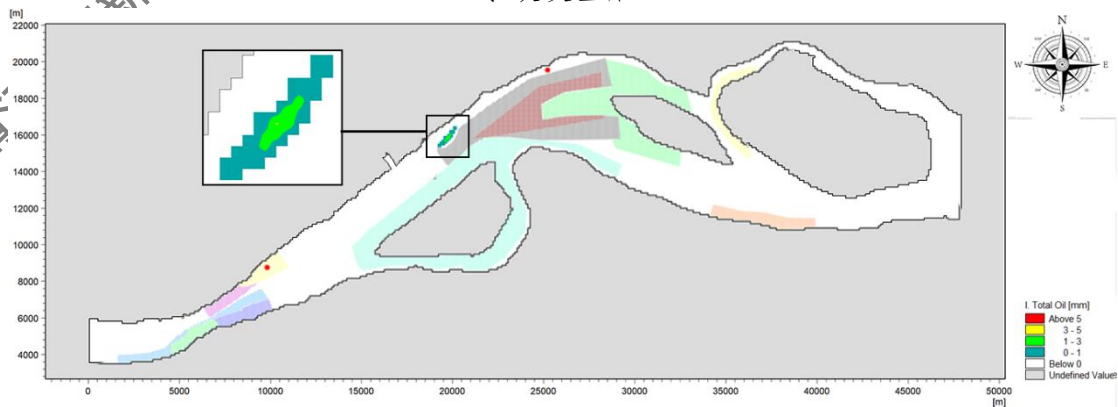 [m]
22000
20000
18000
16000
14000
12000
10000
8000
6000
4000
0 5000 10000 15000 20000 25000 30000 35000 40000 45000 50000
[m]
N
W E
S
I. Total Oil [mm]
Above 5
3 - 5
1 - 3
0 - 1
Below 0
Undefined Value